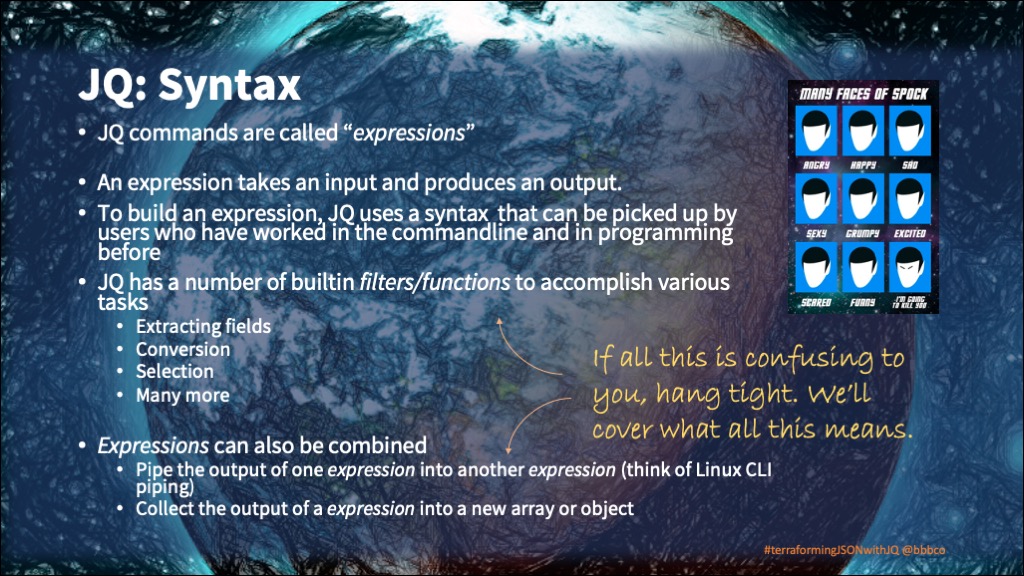 JQ: Syntax
• JQ commands are called “expressions”
• An expression takes an input and produces an output.
• To build an expression, JQ uses a syntax that can be picked up by
users who have worked in the commandline and in programming
before
• JQ has a number of builtin filters/functions to accomplish various
tasks
• Extracting fields
• Conversion
• Selection
• Many more
• Expressions can also be combined
• Pipe the output of one expression into another expression (think of Linux CLI
piping)
• Collect the output of a expression into a new array or object
MANY FACES OF SPOCK
ANGRY HAPPY SAD
SEXY GRUMPY EXCITED
SCARED FUNNY I'M GOING
TO KILL YOU
If all this is confusing to
you, hang tight. We'll
cover what all this means.
#terraformingJSONwithJQ @bbbco